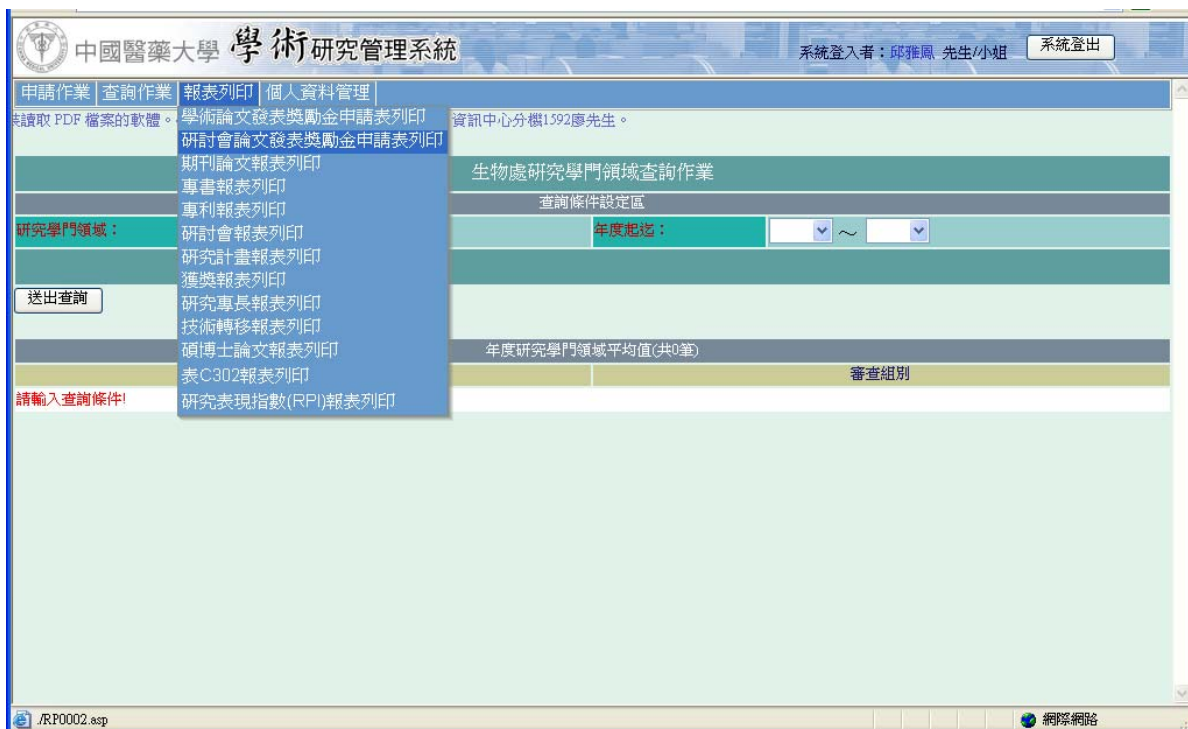 中國醫藥大學 學術研究管理系統
系統登入者：邱雅鳳 先生/小姐
系統登出
申請作業 查詢作業 報表列印 個人資料管理
讀取 PDF 檔案的軟體。
資訊中心分機1592廖先生。
學術論文發表獎勵金申請表列印
研討會論文發表獎勵金申請表列印
期刊論文報表列印
專書報表列印
專利報表列印
研討會報表列印
研究計畫報表列印
獲獎報表列印
研究專長報表列印
技術轉移報表列印
碩博士論文報表列印
表C302報表列印
研究表現指數(RPI)報表列印
生物處研究學門領域查詢作業
查詢條件設定區
研究學門領域：
年度起迄：
～
送出查詢
年度研究學門領域平均值(共0筆)
審查組別
請輸入查詢條件!
./RP0002.asp
網際網路